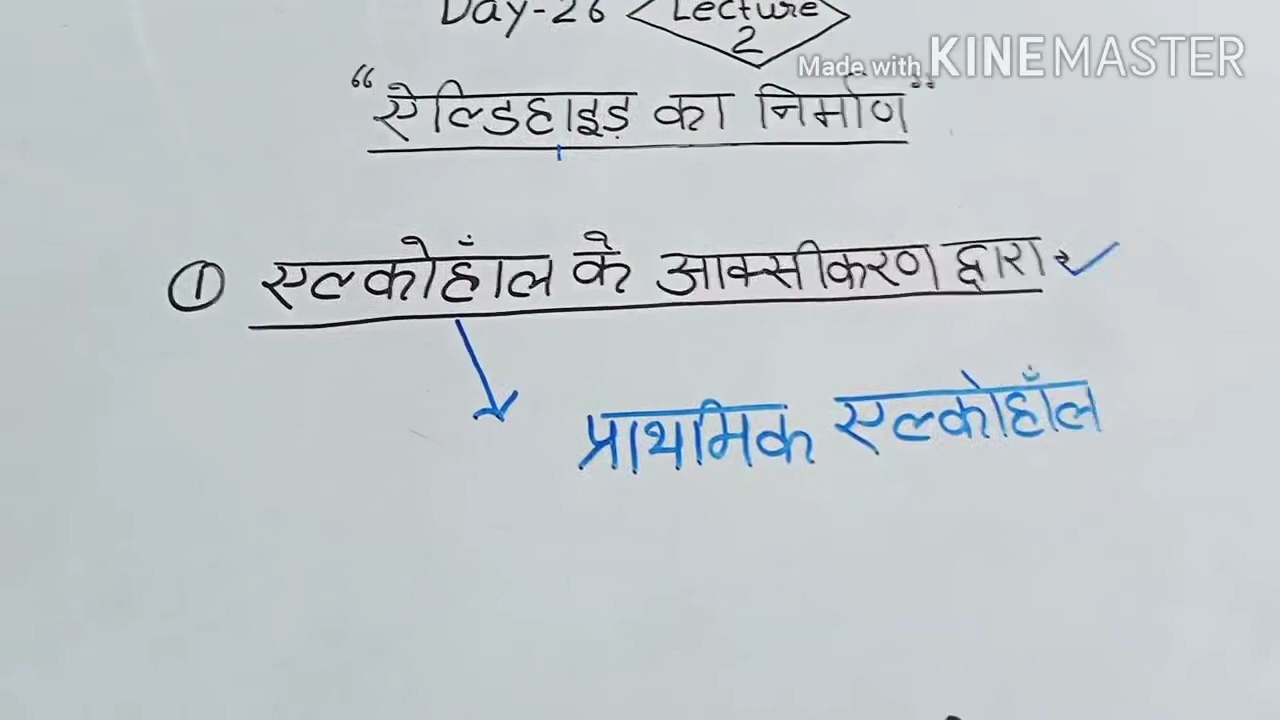 Day-26 Lecture 2
Made with KINEMASTER
“ऐल्डिहाइड़ का निर्माण”
① एल्कोहाँल के आक्सीकरण द्वारा
प्राथमिक एल्कोहाँल